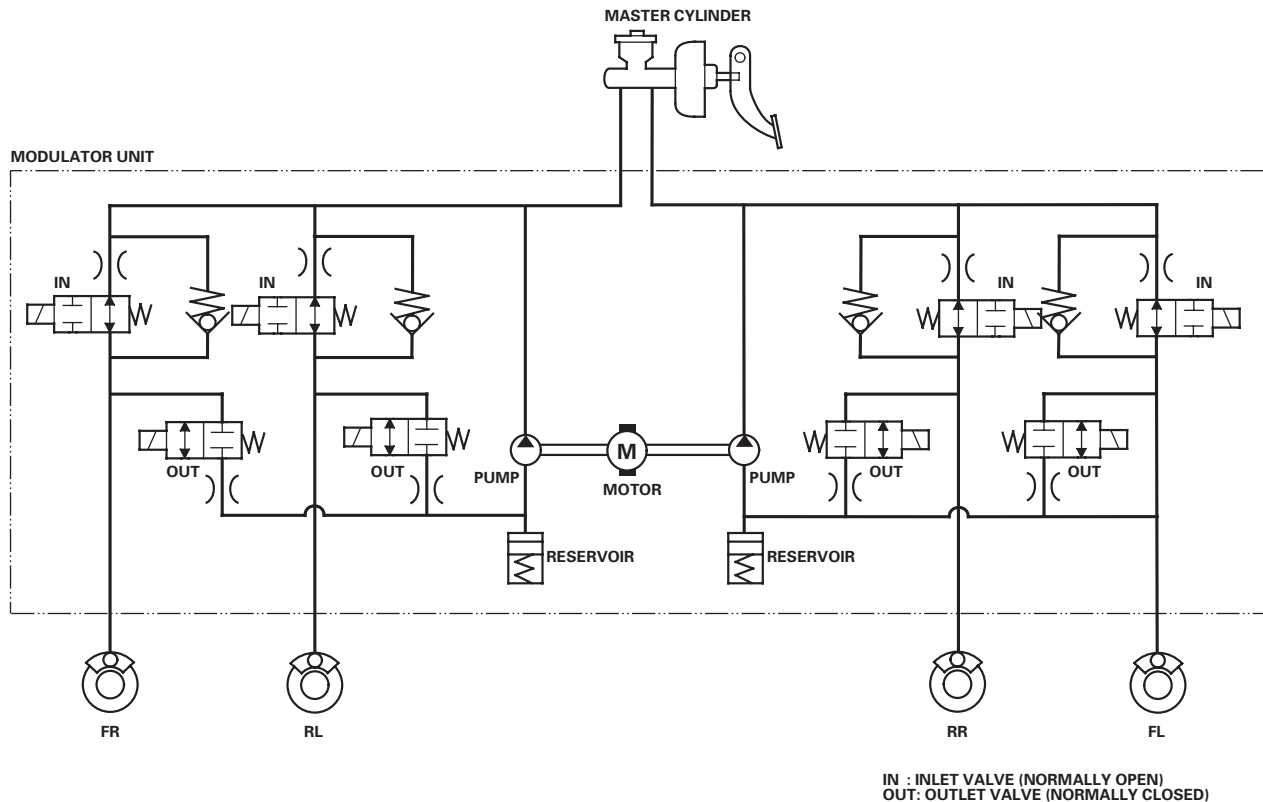 MASTER CYLINDER
MODULATOR UNIT
IN
IN
IN
IN
OUT
OUT
PUMP
M
MOTOR
PUMP
OUT
OUT
RESERVOIR
RESERVOIR
FR
RL
RR
FL
IN : INLET VALVE (NORMALLY OPEN)
OUT: OUTLET VALVE (NORMALLY CLOSED)